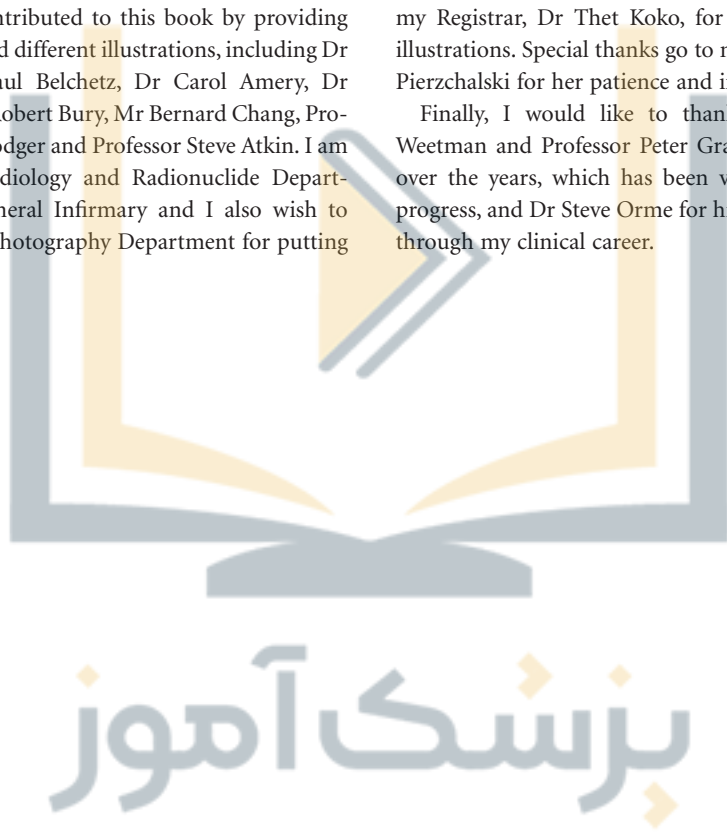 ntributed to this book by providing
d different illustrations, including Dr
aul Belchetz, Dr Carol Amery, Dr
obert Bury, Mr Bernard Chang, Pro-
odger and Professor Steve Atkin. I am
diology and Radionuclide Depart-
neral Infirmary and I also wish to
hotography Department for putting
my Registrar, Dr Thet Koko, for
illustrations. Special thanks go to
Pierzchalski for her patience and
Finally, I would like to than
Weetman and Professor Peter Gra
over the years, which has been
progress, and Dr Steve Orme for
through my clinical career.
پزشک آموز